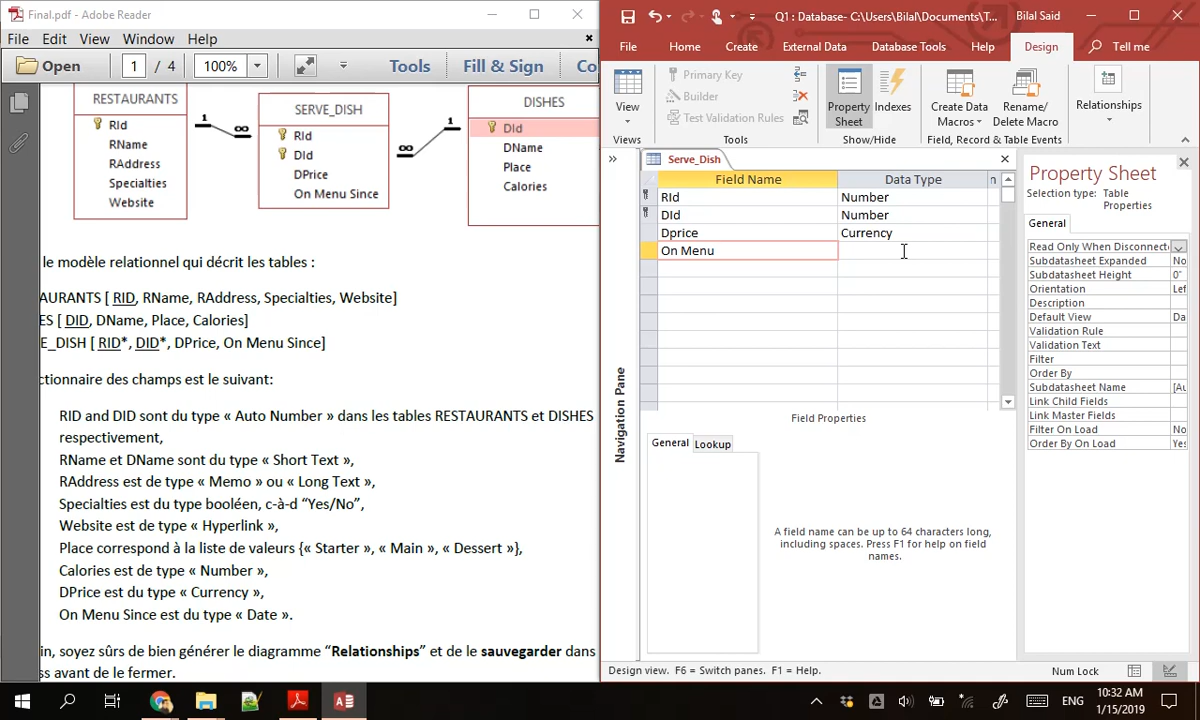 Final.pdf - Adobe Reader
File Edit View Window Help
Open 1 / 4 100% Tools Fill & Sign Co
RESTAURANTS
RId
RName
RAddress
Specialties
Website
1 ∞
SERVE_DISH
RId
DId
DPrice
On Menu Since
∞ 1
DISHES
DId
DName
Place
Calories
le modèle relationnel qui décrit les tables :
AURANTS [ RID, RName, RAddress, Specialties, Website]
ES [ DID, DName, Place, Calories]
E_DISH [ RID*, DID*, DPrice, On Menu Since]
ctionnaire des champs est le suivant:
RID and DID sont du type « Auto Number » dans les tables RESTAURANTS et DISHES
respectivement,
RName et DName sont du type « Short Text »,
RAddress est de type « Memo » ou « Long Text »,
Specialties est du type booléen, c-à-d “Yes/No”,
Website est de type « Hyperlink »,
Place correspond à la liste de valeurs {« Starter », « Main », « Dessert »},
Calories est de type « Number »,
DPrice est du type « Currency »,
On Menu Since est du type « Date ».
in, soyez sûrs de bien générer le diagramme “Relationships” et de le sauvegarder dans
ss avant de le fermer.
Q1 : Database- C:\Users\Bilal\Documents\T... Bilal Said
File Home Create External Data Database Tools Help Design Tell me
View
Views
Primary Key
Builder
Test Validation Rules
Tools
Property Sheet
Indexes
Show/Hide
Create Data Macros
Rename/ Delete Macro
Field, Record & Table Events
Relationships
Serve_Dish
Field Name Data Type n
RId Number
DId Number
Dprice Currency
On Menu
Navigation Pane
Field Properties
General Lookup
A field name can be up to 64 characters long,
including spaces. Press F1 for help on field
names.
Property Sheet
Selection type: Table Properties
General
Read Only When Disconnecte
Subdatasheet Expanded No
Subdatasheet Height 0"
Orientation Left
Description
Default View Da
Validation Rule
Validation Text
Filter
Order By
Subdatasheet Name [Au
Link Child Fields
Link Master Fields
Filter On Load No
Order By On Load Yes
Design view. F6 = Switch panes. F1 = Help. Num Lock
ENG 10:32 AM
1/15/2019